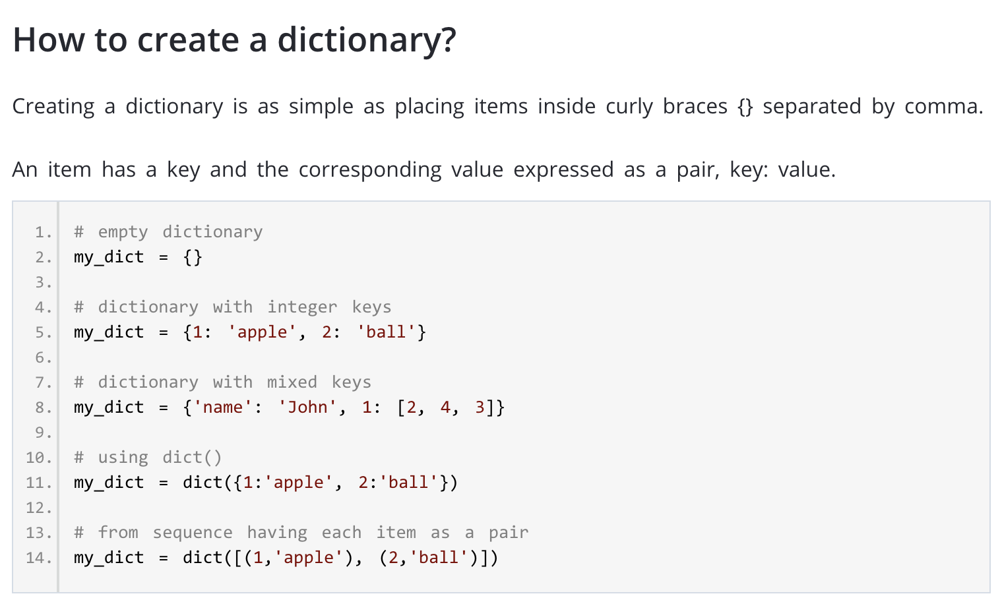 How to create a dictionary?
Creating a dictionary is as simple as placing items inside curly braces {} separated by comma.
An item has a key and the corresponding value expressed as a pair, key: value.
1. # empty dictionary
2. my_dict = {}
3.
4. # dictionary with integer keys
5. my_dict = {1: 'apple', 2: 'ball'}
6.
7. # dictionary with mixed keys
8. my_dict = {'name': 'John', 1: [2, 4, 3]}
9.
10. # using dict()
11. my_dict = dict({1:'apple', 2:'ball'})
12.
13. # from sequence having each item as a pair
14. my_dict = dict([(1,'apple'), (2,'ball')])